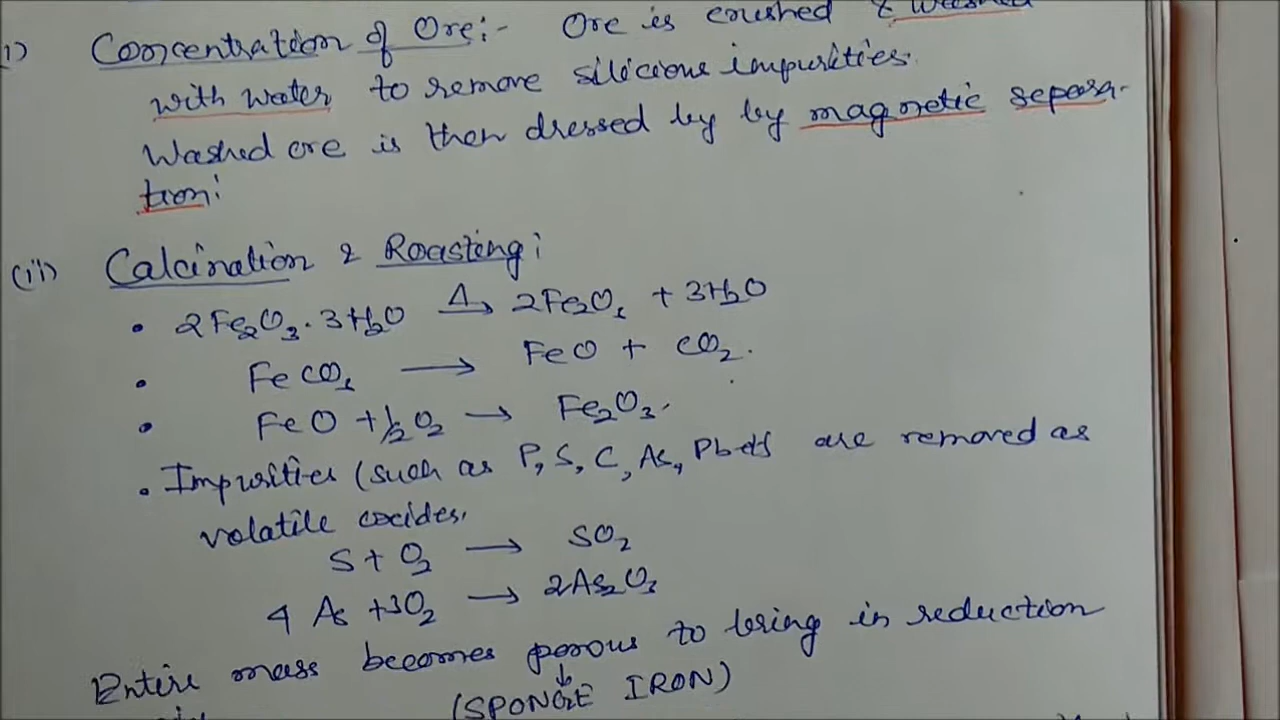 (i) Concentration of Ore:- Ore is crushed & washed
with water to remove silicious impurities.
Washed ore is then dressed by by magnetic separa-
tion:
(ii) Calcination & Roasting:
• 2Fe₂O₃.3H₂O Δ→ 2Fe₂O₃ + 3H₂O
• FeCO₃ → FeO + CO₂.
• FeO + ½O₂ → Fe₂O₃.
• Impurities (such as P, S, C, As, Pb etc are removed as
volatile oxides.
S + O₂ → SO₂
4 As + 3O₂ → 2As₂O₃
Entire mass becomes porous to bring in reduction
↓
(SPONGE IRON)